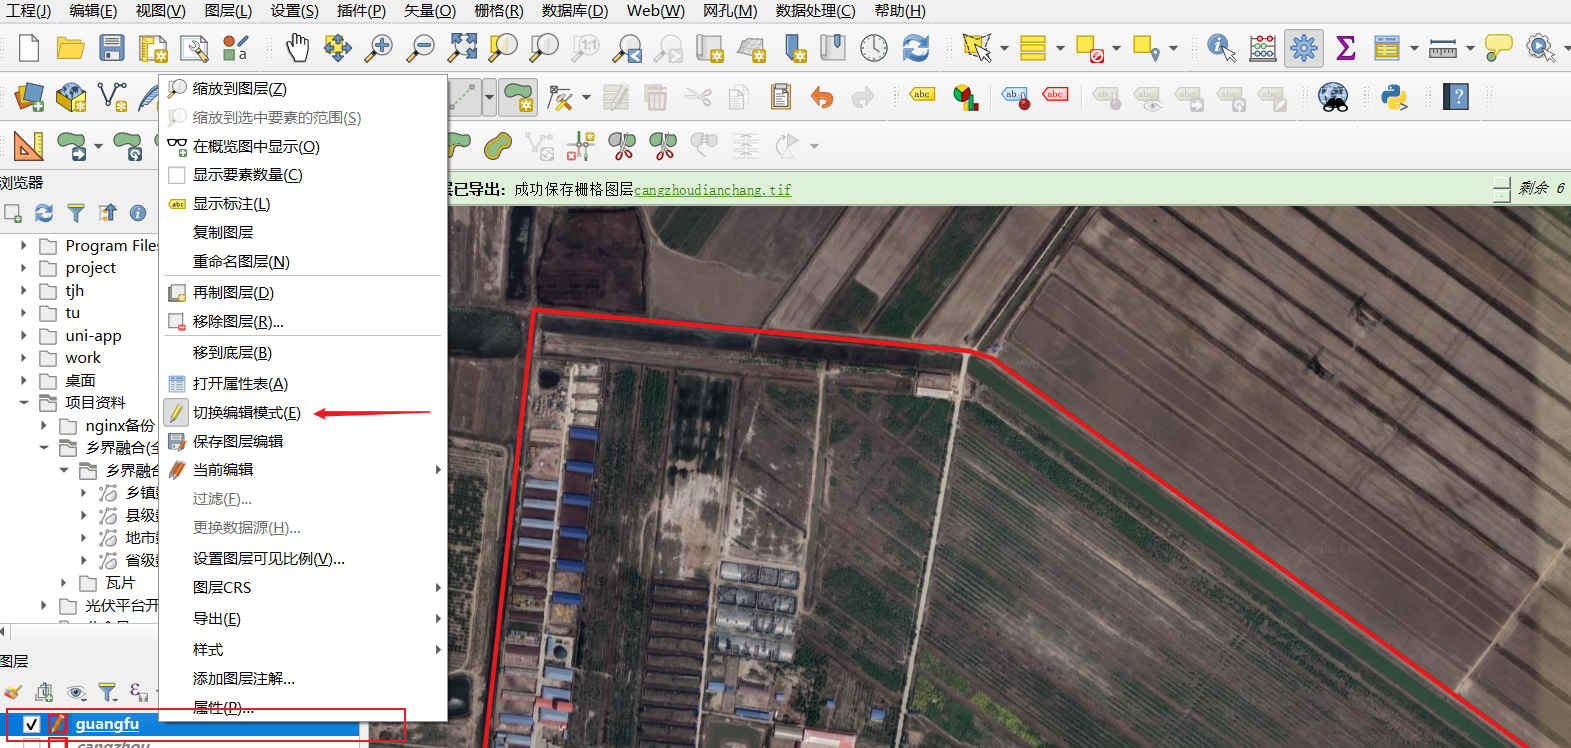 工程(J) 编辑(E) 视图(V) 图层(L) 设置(S) 插件(P) 矢量(O) 栅格(R) 数据库(D) Web(W) 网孔(M) 数据处理(C) 帮助(H)
1:1
a
abc abc abc
浏览器
层已导出: 成功保存栅格图层cangzhoudianchang.tif
剩余 6
Program Files
project
tjh
tu
uni-app
work
桌面
项目资料
nginx备份
乡界融合(全
乡界融合
乡镇
县级
地市
省级
瓦片
光伏平台开
图层
guangfu
cangzhou
缩放到图层(Z)
缩放到选中要素的范围(S)
在概览图中显示(O)
显示要素数量(C)
显示标注(L)
复制图层
重命名图层(N)
再制图层(D)
移除图层(R)...
移到底层(B)
打开属性表(A)
切换编辑模式(E)
保存图层编辑
当前编辑
过滤(F)...
更换数据源(H)...
设置图层可见比例(V)...
图层CRS
导出(E)
样式
添加图层注解...
属性(P)...